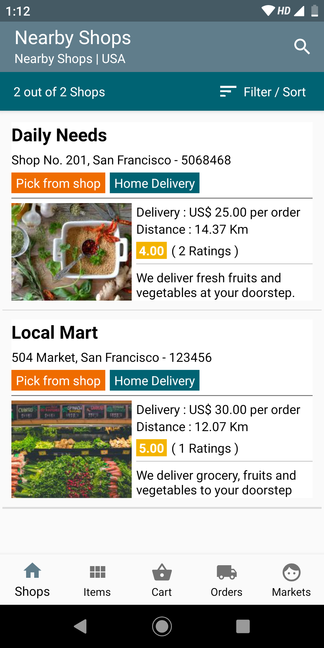 1:12
HD
Nearby Shops
Nearby Shops | USA
2 out of 2 Shops
Filter / Sort
Daily Needs
Shop No. 201, San Francisco - 5068468
Pick from shop
Home Delivery
Delivery : US$ 25.00 per order
Distance : 14.37 Km
4.00 ( 2 Ratings )
We deliver fresh fruits and
vegetables at your doorstep.
Local Mart
504 Market, San Francisco - 123456
Pick from shop
Home Delivery
Delivery : US$ 30.00 per order
Distance : 12.07 Km
5.00 ( 1 Ratings )
We deliver grocery, fruits and
vegetables to your doorstep
Shops
Items
Cart
Orders
Markets